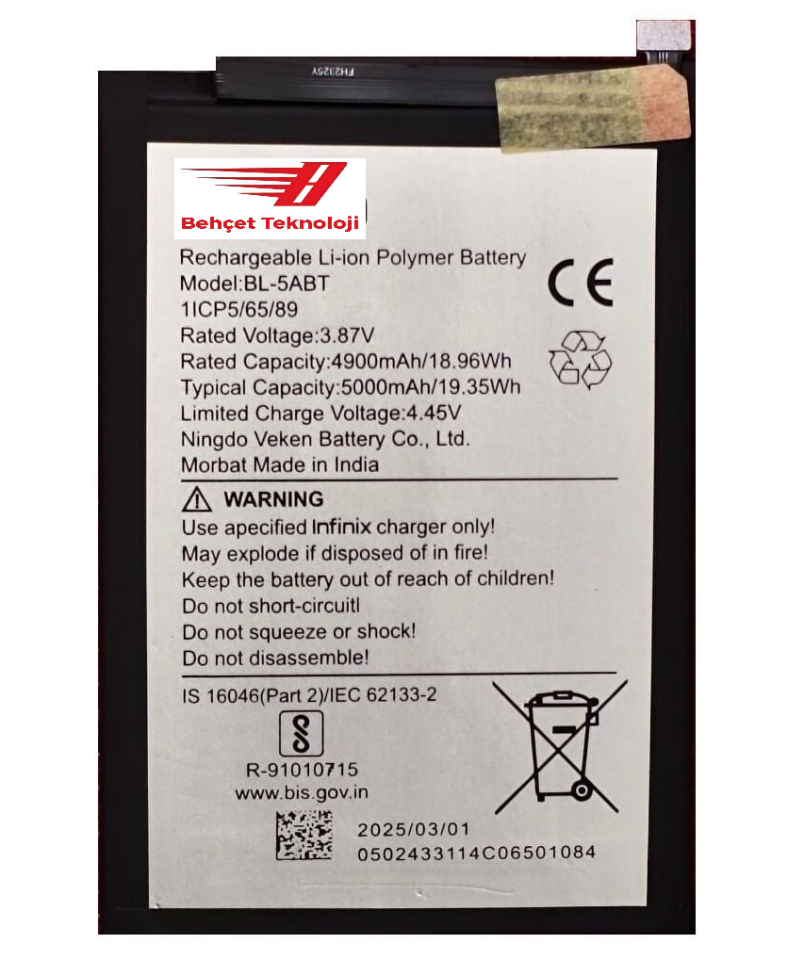 FH2325Y
Behçet Teknoloji
Rechargeable Li-ion Polymer Battery
Model:BL-5ABT
1ICP5/65/89
Rated Voltage:3.87V
Rated Capacity:4900mAh/18.96Wh
Typical Capacity:5000mAh/19.35Wh
Limited Charge Voltage:4.45V
Ningdo Veken Battery Co., Ltd.
Morbat Made in India
WARNING
Use apecified Infinix charger only!
May explode if disposed of in fire!
Keep the battery out of reach of children!
Do not short-circuitl
Do not squeeze or shock!
Do not disassemble!
IS 16046(Part 2)/IEC 62133-2
R-91010715
www.bis.gov.in
2025/03/01
0502433114C06501084
CE